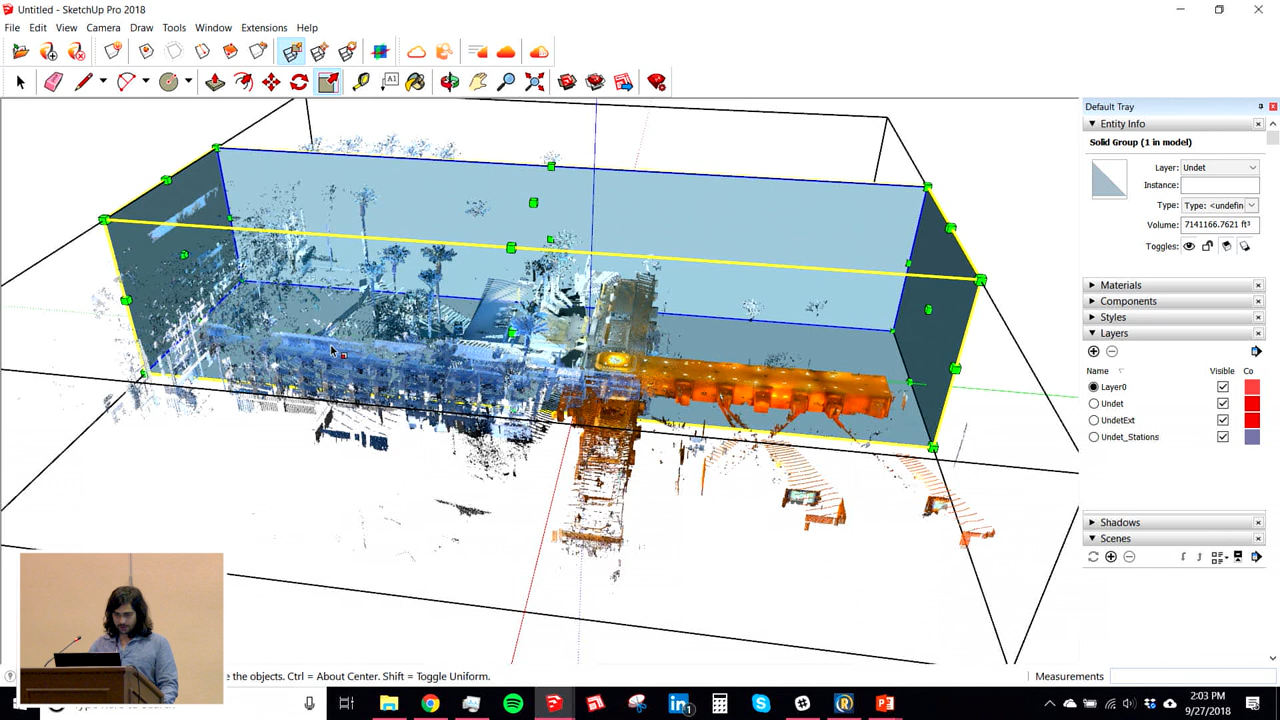 Untitled - SketchUp Pro 2018
File Edit View Camera Draw Tools Window Extensions Help
A1
Default Tray
Entity Info
Solid Group (1 in model)
Layer: Undet
Instance:
Type: Type: <undefin
Volume: 7141166.7621 ft³
Toggles:
Materials
Components
Styles
Layers
Name Visible Co
Layer0
Undet
UndetExt
Undet_Stations
Shadows
Scenes
e the objects. Ctrl = About Center. Shift = Toggle Uniform.
Measurements
1
2:03 PM
9/27/2018